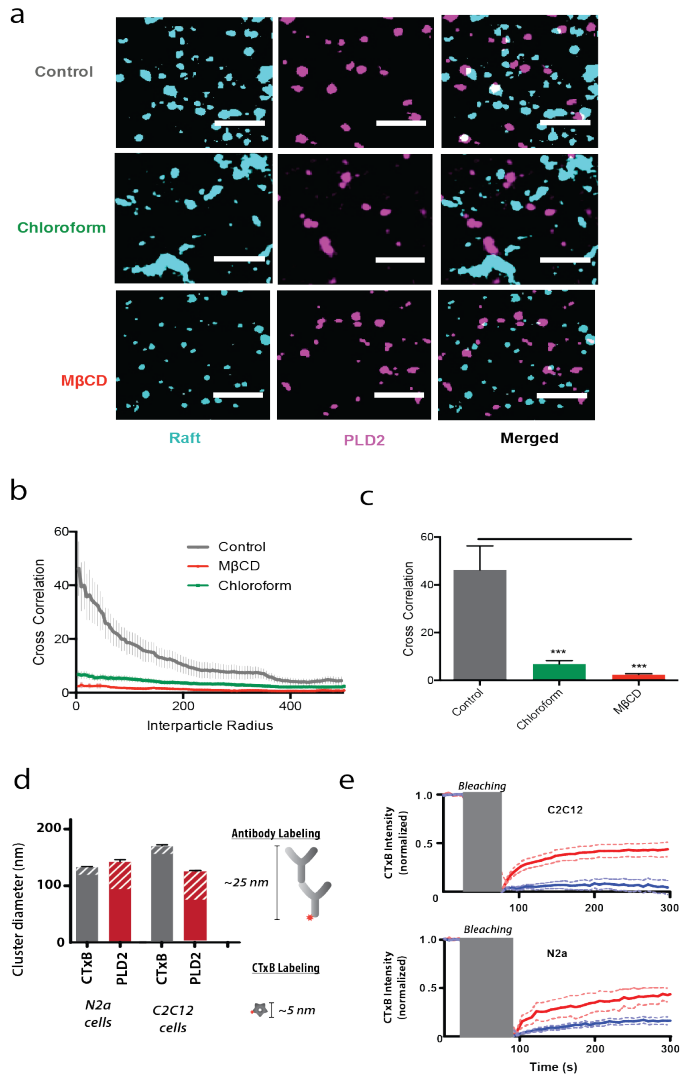 a
Control
Chloroform
MβCD
Raft
PLD2
Merged
b
60
40
20
0
Cross Correlation
Control
MβCD
Chloroform
0
200
400
Interparticle Radius
c
60
40
20
0
Cross Correlation
***
***
Control
Chloroform
MβCD
d
200
100
0
Cluster diameter (nm)
CTxB
PLD2
CTxB
PLD2
N2a
cells
C2C12
cells
Antibody Labeling
~25 nm
CTxB Labeling
~5 nm
e
Bleaching
C2C12
1.0
0.5
0
CTxB Intensity
(normalized)
100
200
300
Bleaching
N2a
1.0
0.5
0
CTxB Intensity
(normalized)
100
200
300
Time (s)